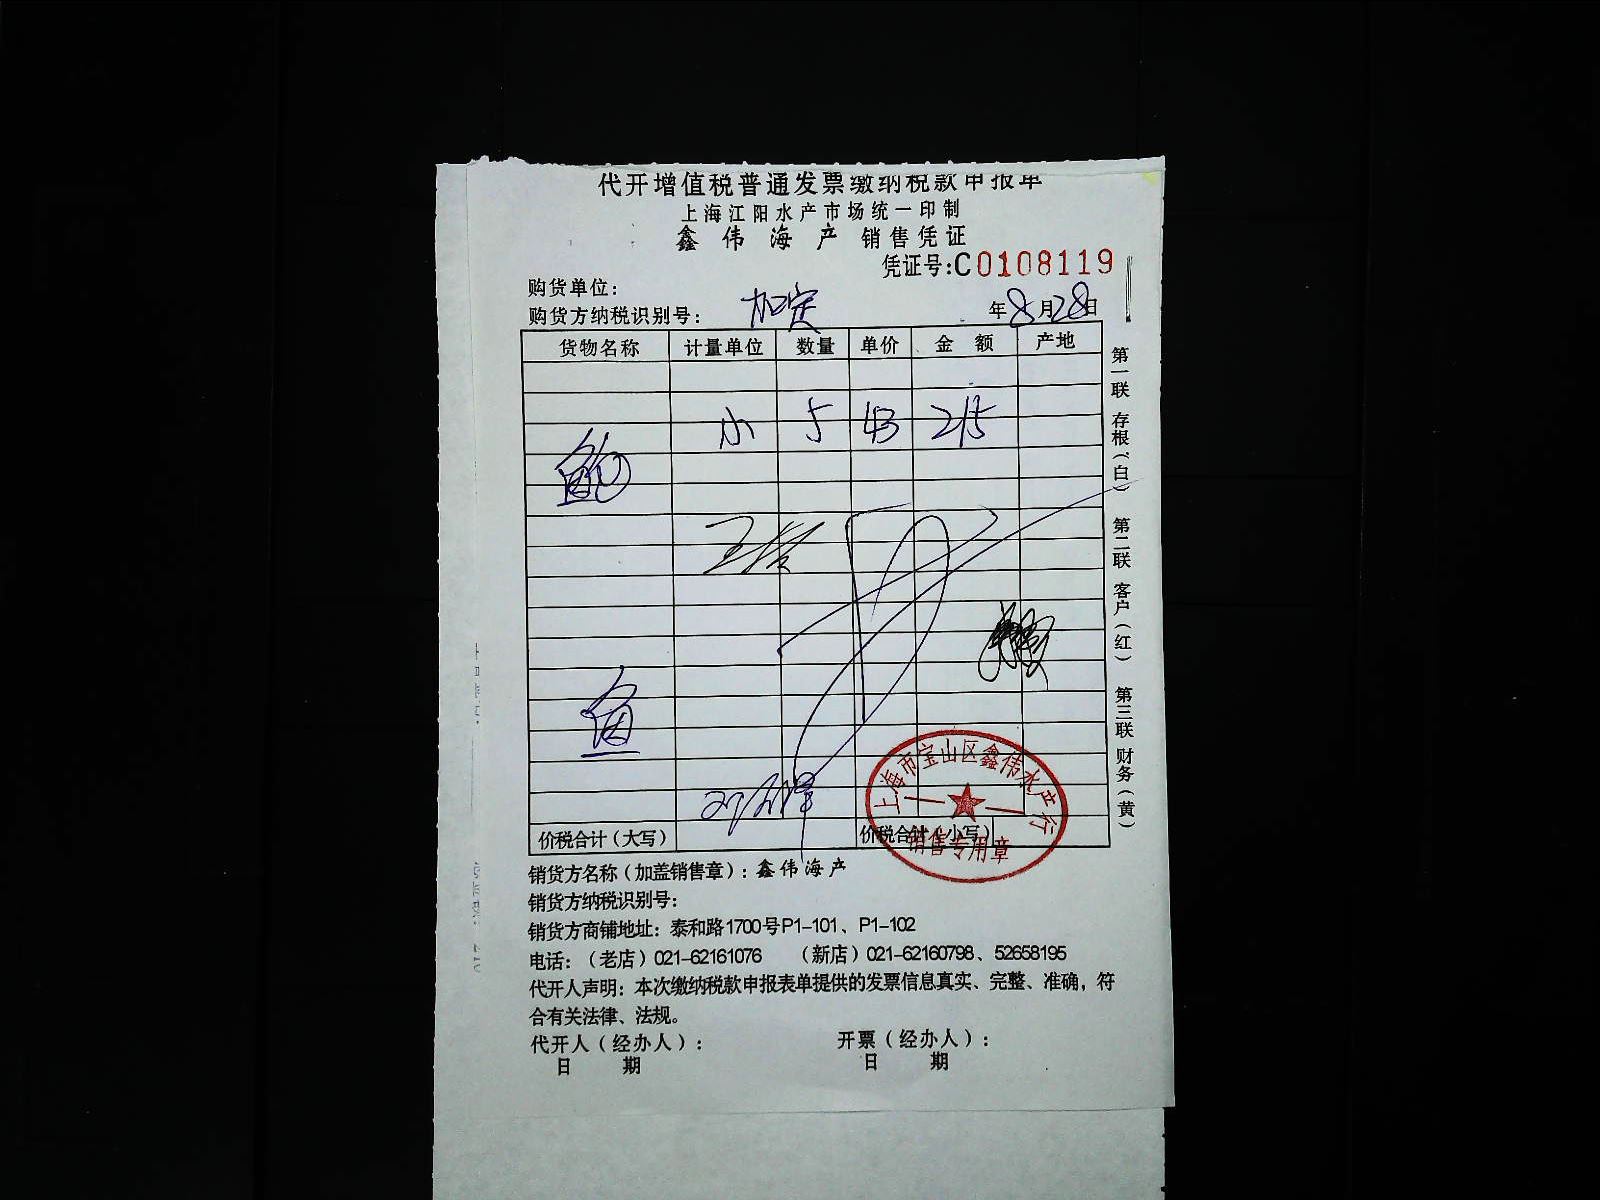 代开增值税普通发票缴纳税款申报单
上海江阳水产市场统一印制
鑫伟海产 销售凭证
凭证号:C0108119
购货单位:
购货方纳税识别号: 加定 年8月28日
货物名称 计量单位 数量 单价 金额 产地
小 5 43 215
鱼
价税合计（大写） 价税合计（小写）
上海市宝山区鑫伟水产行
销售专用章
销货方名称（加盖销售章）: 鑫伟海产
销货方纳税识别号:
销货方商铺地址: 泰和路1700号P1-101、P1-102
电话:（老店）021-62161076 （新店）021-62160798、52658195
代开人声明: 本次缴纳税款申报表单提供的发票信息真实、完整、准确，符
合有关法律、法规。
代开人（经办人）: 开票（经办人）:
日期 日期
第一联 存根（白） 第二联 客户（红） 第三联 财务（黄）